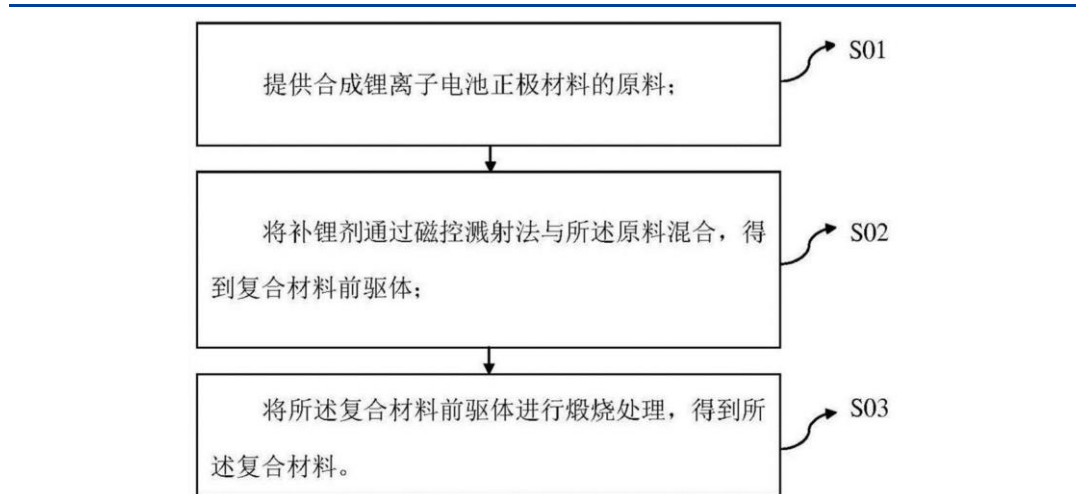 提供合成锂离子电池正极材料的原料；
S01
将补锂剂通过磁控溅射法与所述原料混合，得
到复合材料前驱体；
S02
将所述复合材料前驱体进行煅烧处理，得到所
述复合材料。
S03